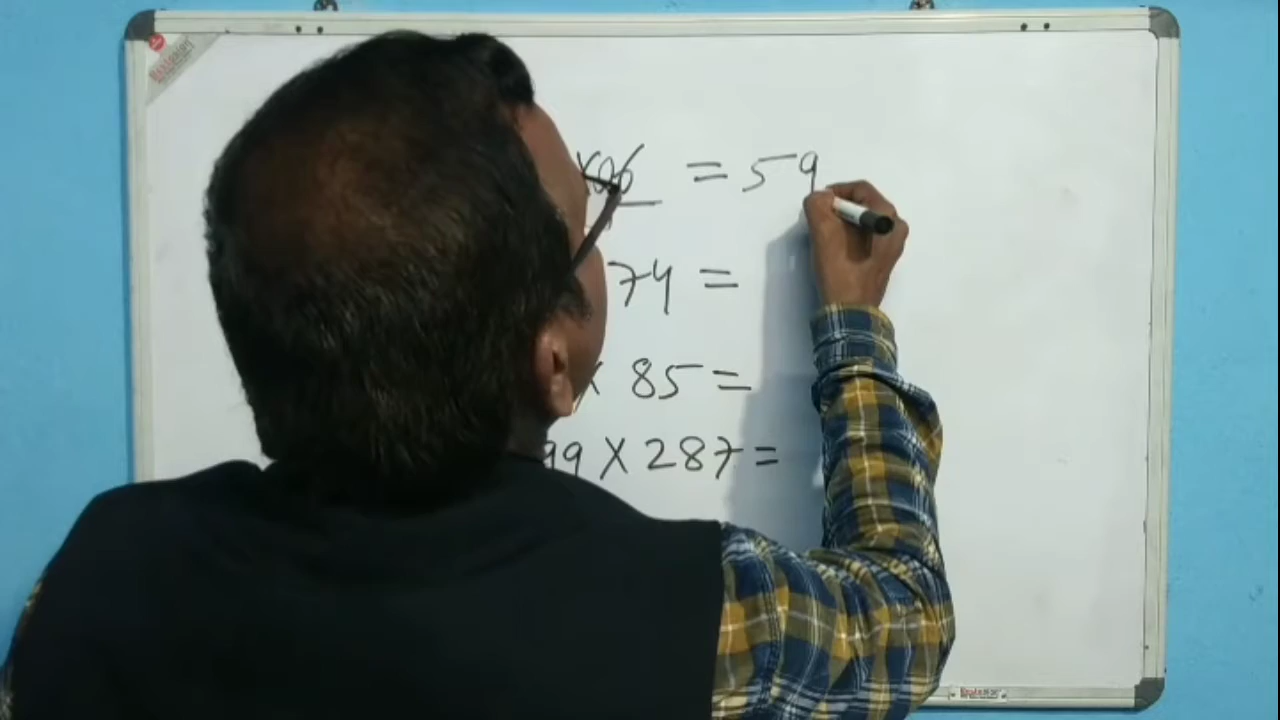 x06 = 59
74 =
x 85 =
99 X 287 =